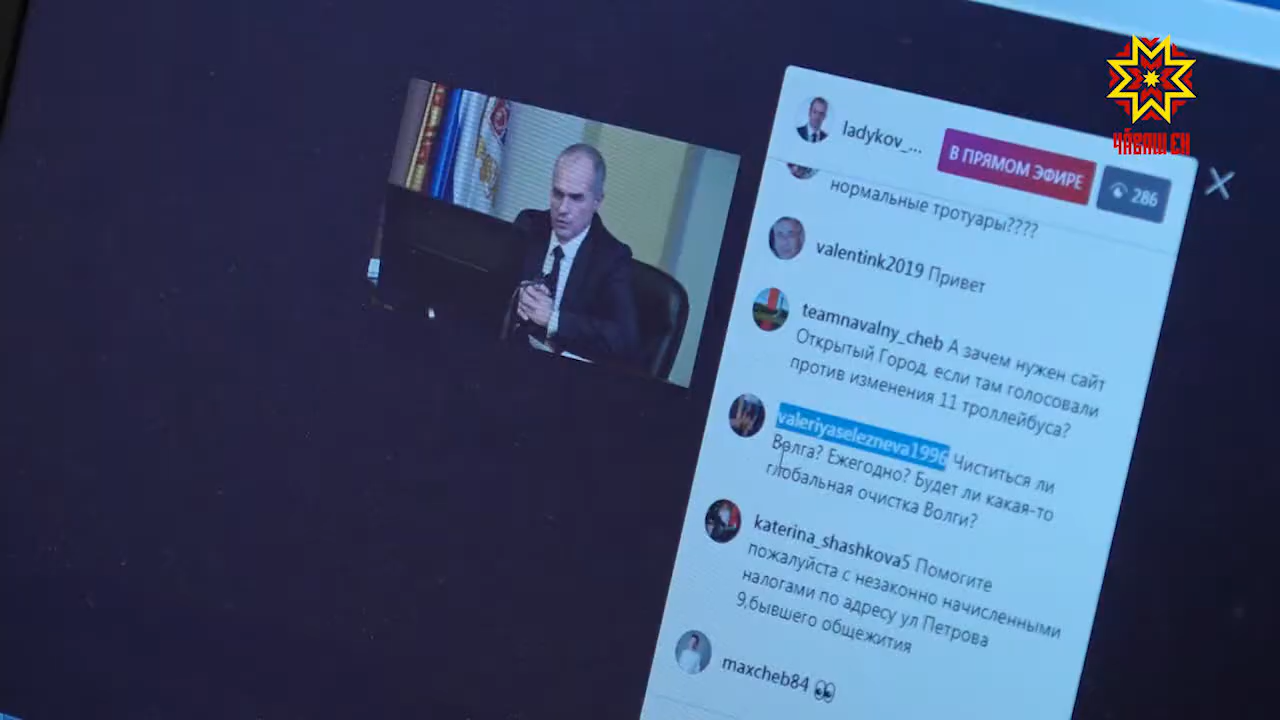 ЧĂВАШ ЕН
ladykov_...
В ПРЯМОМ ЭФИРЕ
286
нормальные тротуары????
valentink2019 Привет
teamnavalny_cheb А зачем нужен сайт
Открытый Город, если там голосовали
против изменения 11 троллейбуса?
valeriyaselezneva1996 Чиститься ли
Волга? Ежегодно? Будет ли какая-то
глобальная очистка Волги?
katerina_shashkova5 Помогите
пожалуйста с незаконно начисленными
налогами по адресу ул Петрова
9,бывшего общежития
maxcheb84 👀